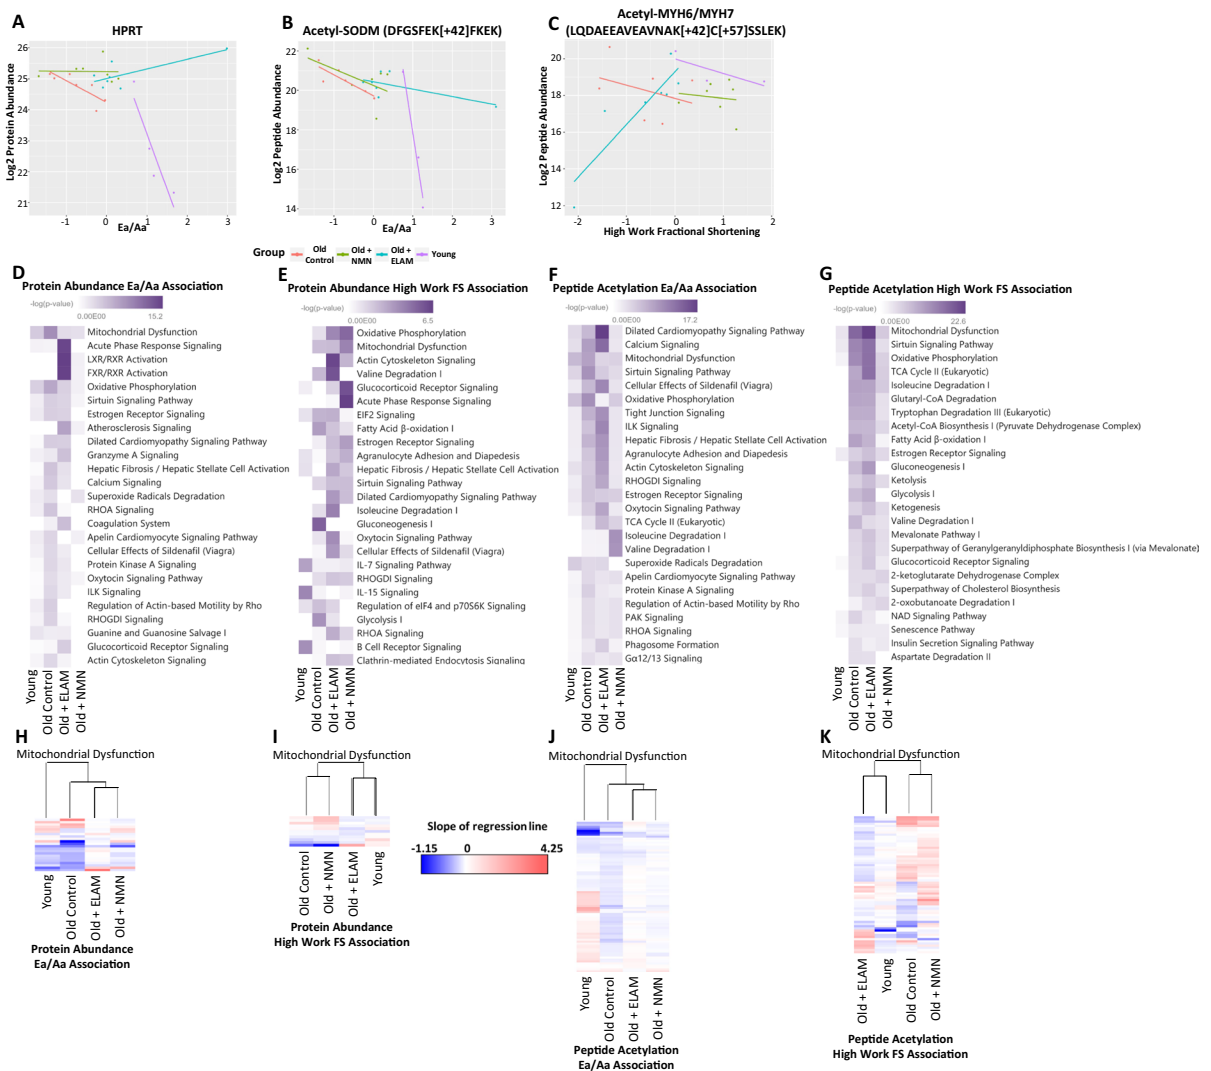 A
HPRT
Log2 Protein Abundance
26
25
24
23
22
21
-1
0
1
2
3
Ea/Aa
B
Acetyl-SODM (DFGSFEK[+42]FKEK)
Log2 Peptide Abundance
22
20
18
16
14
-1
0
1
2
3
Ea/Aa
C
Acetyl-MYH6/MYH7
(LQDAEEAVEAVNAK[+42]C[+57]SSLEK)
Log2 Peptide Abundance
20
18
16
14
12
-2
-1
0
1
2
High Work Fractional Shortening
Group
Old Control
Old + NMN
Old + ELAM
Young
D
Protein Abundance Ea/Aa Association
-log(p-value)
0.00E00
15.2
Mitochondrial Dysfunction
Acute Phase Response Signaling
LXR/RXR Activation
FXR/RXR Activation
Oxidative Phosphorylation
Sirtuin Signaling Pathway
Estrogen Receptor Signaling
Atherosclerosis Signaling
Dilated Cardiomyopathy Signaling Pathway
Granzyme A Signaling
Hepatic Fibrosis / Hepatic Stellate Cell Activation
Calcium Signaling
Superoxide Radicals Degradation
RHOA Signaling
Coagulation System
Apelin Cardiomyocyte Signaling Pathway
Cellular Effects of Sildenafil (Viagra)
Protein Kinase A Signaling
Oxytocin Signaling Pathway
ILK Signaling
Regulation of Actin-based Motility by Rho
RHOGDI Signaling
Guanine and Guanosine Salvage I
Glucocorticoid Receptor Signaling
Actin Cytoskeleton Signaling
Young
Old Control
Old + ELAM
Old + NMN
E
Protein Abundance High Work FS Association
-log(p-value)
0.00E00
6.5
Oxidative Phosphorylation
Mitochondrial Dysfunction
Actin Cytoskeleton Signaling
Valine Degradation I
Glucocorticoid Receptor Signaling
Acute Phase Response Signaling
EIF2 Signaling
Fatty Acid β-oxidation I
Estrogen Receptor Signaling
Agranulocyte Adhesion and Diapedesis
Hepatic Fibrosis / Hepatic Stellate Cell Activation
Sirtuin Signaling Pathway
Dilated Cardiomyopathy Signaling Pathway
Isoleucine Degradation I
Gluconeogenesis I
Oxytocin Signaling Pathway
Cellular Effects of Sildenafil (Viagra)
IL-7 Signaling Pathway
RHOGDI Signaling
IL-15 Signaling
Regulation of eIF4 and p70S6K Signaling
Glycolysis I
RHOA Signaling
B Cell Receptor Signaling
Clathrin-mediated Endocytosis Signaling
Young
Old Control
Old + ELAM
Old + NMN
F
Peptide Acetylation Ea/Aa Association
-log(p-value)
0.00E00
17.2
Dilated Cardiomyopathy Signaling Pathway
Calcium Signaling
Mitochondrial Dysfunction
Sirtuin Signaling Pathway
Cellular Effects of Sildenafil (Viagra)
Oxidative Phosphorylation
Tight Junction Signaling
ILK Signaling
Hepatic Fibrosis / Hepatic Stellate Cell Activation
Agranulocyte Adhesion and Diapedesis
Actin Cytoskeleton Signaling
RHOGDI Signaling
Estrogen Receptor Signaling
Oxytocin Signaling Pathway
TCA Cycle II (Eukaryotic)
Isoleucine Degradation I
Valine Degradation I
Superoxide Radicals Degradation
Apelin Cardiomyocyte Signaling Pathway
Protein Kinase A Signaling
Regulation of Actin-based Motility by Rho
PAK Signaling
RHOA Signaling
Phagosome Formation
Gα12/13 Signaling
Young
Old Control
Old + ELAM
Old + NMN
G
Peptide Acetylation High Work FS Association
-log(p-value)
0.00E00
22.6
Mitochondrial Dysfunction
Sirtuin Signaling Pathway
Oxidative Phosphorylation
TCA Cycle II (Eukaryotic)
Isoleucine Degradation I
Glutaryl-CoA Degradation
Tryptophan Degradation III (Eukaryotic)
Acetyl-CoA Biosynthesis I (Pyruvate Dehydrogenase Complex)
Fatty Acid β-oxidation I
Estrogen Receptor Signaling
Gluconeogenesis I
Ketolysis
Glycolysis I
Ketogenesis
Valine Degradation I
Mevalonate Pathway I
Superpathway of Geranylgeranyldiphosphate Biosynthesis I (via Mevalonate)
Glucocorticoid Receptor Signaling
2-ketoglutarate Dehydrogenase Complex
Superpathway of Cholesterol Biosynthesis
2-oxobutanoate Degradation I
NAD Signaling Pathway
Senescence Pathway
Insulin Secretion Signaling Pathway
Aspartate Degradation II
Young
Old Control
Old + ELAM
Old + NMN
H
Mitochondrial Dysfunction
Young
Old Control
Old + ELAM
Old + NMN
Protein Abundance
Ea/Aa Association
I
Mitochondrial Dysfunction
Old Control
Old + NMN
Old + ELAM
Young
Protein Abundance
High Work FS Association
Slope of regression line
-1.15
0
4.25
J
Mitochondrial Dysfunction
Young
Old Control
Old + ELAM
Old + NMN
Peptide Acetylation
Ea/Aa Association
K
Mitochondrial Dysfunction
Old + ELAM
Young
Old Control
Old + NMN
Peptide Acetylation
High Work FS Association